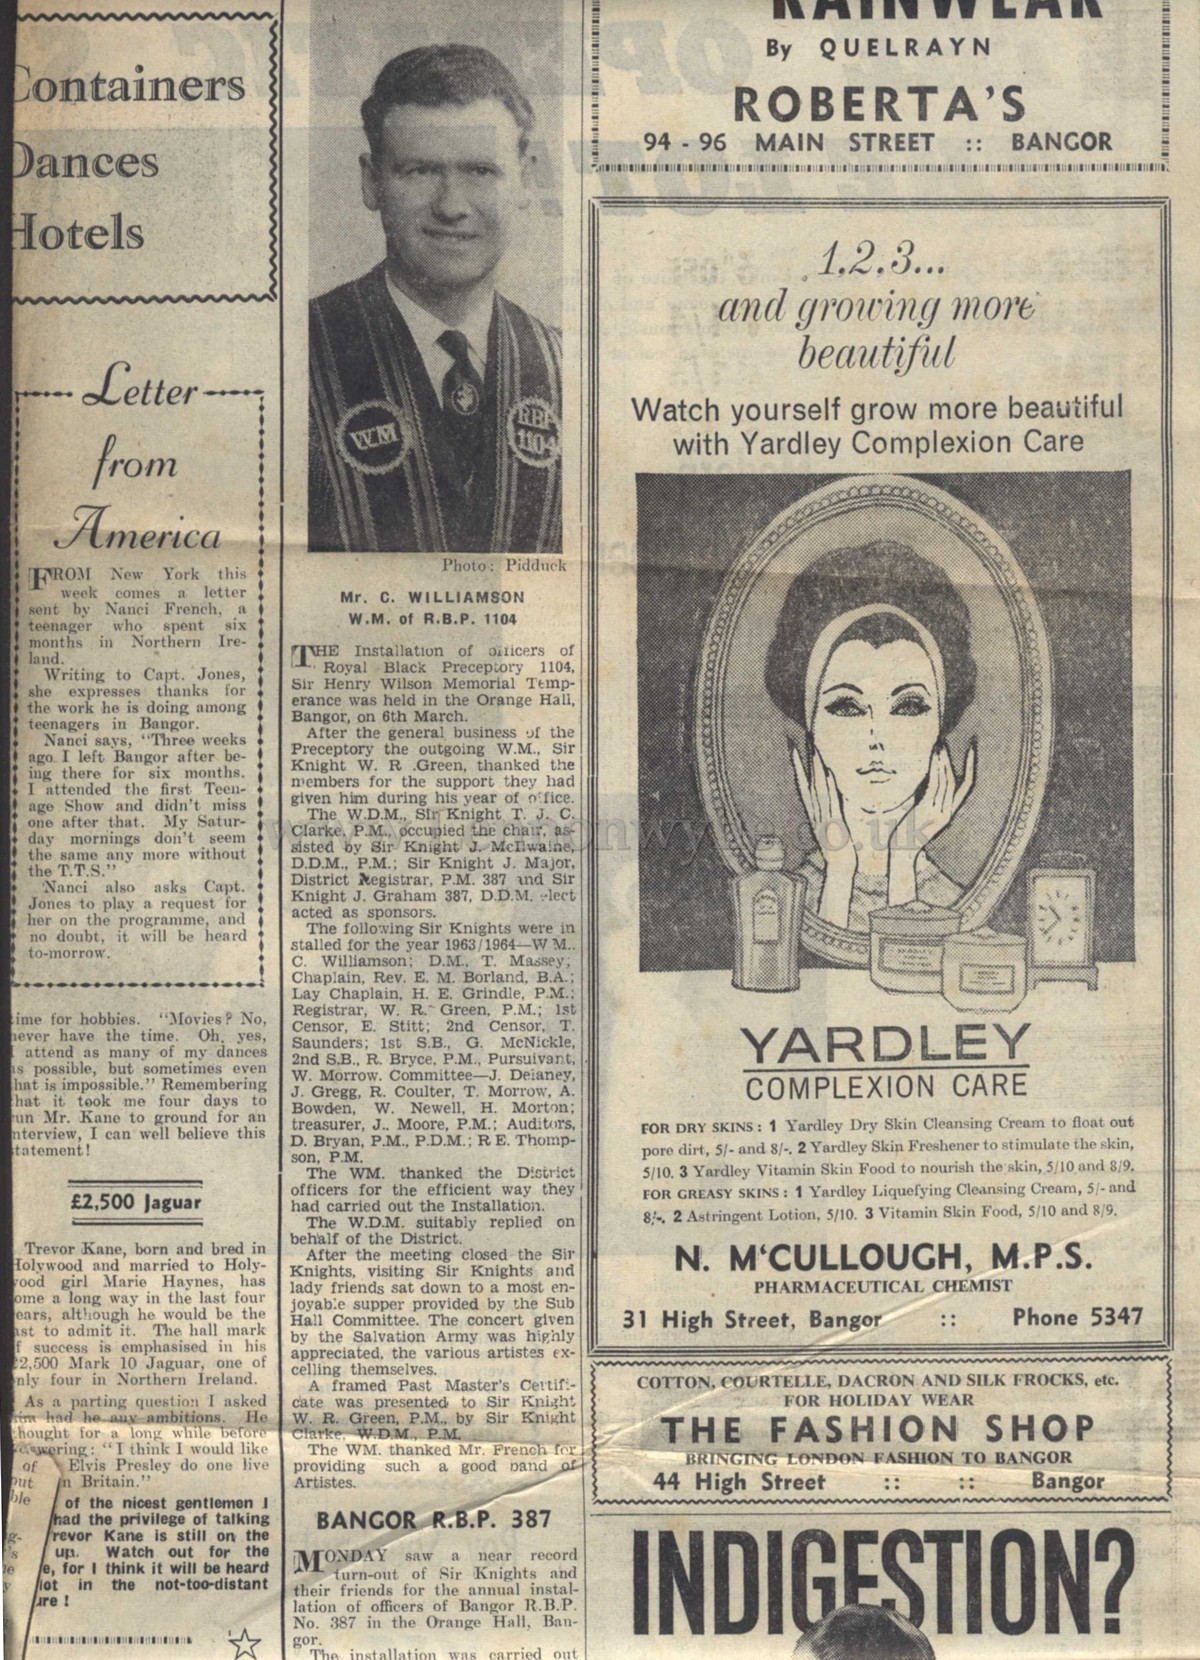 Containers
Dances
Hotels
Letter
from
America
FROM New York this
week comes a letter
sent by Nanci French, a
teenager who spent six
months in Northern Ire-
land.
Writing to Capt. Jones,
she expresses thanks for
the work he is doing among
teenagers in Bangor.
Nanci says, "Three weeks
ago I left Bangor after be-
ing there for six months.
I attended the first Teen-
age Show and didn't miss
one after that. My Satur-
day mornings don't seem
the same any more without
the T.T.S."
Nanci also asks Capt.
Jones to play a request for
her on the programme, and
no doubt, it will be heard
to-morrow.
time for hobbies. "Movies? No,
never have the time. Oh, yes,
I attend as many of my dances
as possible, but sometimes even
that is impossible." Remembering
that it took me four days to
run Mr. Kane to ground for an
interview, I can well believe this
statement!
£2,500 Jaguar
Trevor Kane, born and bred in
Holywood and married to Holy-
wood girl Marie Haynes, has
come a long way in the last four
years, although he would be the
last to admit it. The hall mark
of success is emphasised in his
£2,500 Mark 10 Jaguar, one of
only four in Northern Ireland.
As a parting question I asked
him had he any ambitions. He
thought for a long while before
answering: "I think I would like
of Elvis Presley do one live
out in Britain."
of the nicest gentlemen I
had the privilege of talking
Trevor Kane is still on the
up. Watch out for the
e, for I think it will be heard
lot in the not-too-distant
ure!
Photo: Pidduck
Mr. C. WILLIAMSON
W.M. of R.B.P. 1104
WM
RBP
1104
THE Installation of officers of
Royal Black Preceptory 1104,
Sir Henry Wilson Memorial Temp-
erance was held in the Orange Hall,
Bangor, on 6th March.
After the general business of the
Preceptory the outgoing W.M., Sir
Knight W. R .Green, thanked the
members for the support they had
given him during his year of office.
The W.D.M., Sir Knight T. J. C.
Clarke, P.M., occupied the chair, as-
sisted by Sir Knight J. McIlwaine,
D.D.M., P.M.; Sir Knight J. Major,
District Registrar, P.M. 387 and Sir
Knight J. Graham 387, D.D.M. elect
acted as sponsors.
The following Sir Knights were in
stalled for the year 1963/1964—W M..
C. Williamson; D.M., T. Massey;
Chaplain, Rev. E. M. Borland, B.A.;
Lay Chaplain, H. E. Grindle, P.M.;
Registrar, W. R. Green, P.M.; 1st
Censor, E. Stitt; 2nd Censor, T.
Saunders; 1st S.B., G. McNickle,
2nd S.B., R. Bryce, P.M., Pursuivant,
W. Morrow. Committee—J. Delaney,
J. Gregg, R. Coulter, T. Morrow, A.
Bowden, W. Newell, H. Morton;
treasurer, J.. Moore, P.M.; Auditors,
D. Bryan, P.M., P.D.M.; R E. Thomp-
son, P.M.
The WM. thanked the District
officers for the efficient way they
had carried out the Installation.
The W.D.M. suitably replied on
behalf of the District.
After the meeting closed the Sir
Knights, visiting Sir Knights and
lady friends sat down to a most en-
joyable supper provided by the Sub
Hall Committee. The concert given
by the Salvation Army was highly
appreciated, the various artistes ex-
celling themselves.
A framed Past Master's Certifi-
cate was presented to Sir Knight
W. R. Green, P.M., by Sir Knight
Clarke, W.D.M., P.M.
The WM. thanked Mr. French for
providing such a good band of
Artistes.
BANGOR R.B.P. 387
MONDAY saw a near record
turn-out of Sir Knights and
their friends for the annual instal-
lation of officers of Bangor R.B.P.
No. 387 in the Orange Hall, Ban-
gor.
The installation was carried out
RAINWEAR
By QUELRAYN
ROBERTA'S
94 - 96 MAIN STREET :: BANGOR
1.2.3...
and growing more
beautiful
Watch yourself grow more beautiful
with Yardley Complexion Care
YARDLEY
COMPLEXION CARE
FOR DRY SKINS: 1 Yardley Dry Skin Cleansing Cream to float out
pore dirt, 5/- and 8/-. 2 Yardley Skin Freshener to stimulate the skin,
5/10. 3 Yardley Vitamin Skin Food to nourish the skin, 5/10 and 8/9.
FOR GREASY SKINS: 1 Yardley Liquefying Cleansing Cream, 5/- and
8/-. 2 Astringent Lotion, 5/10. 3 Vitamin Skin Food, 5/10 and 8/9.
N. M'CULLOUGH, M.P.S.
PHARMACEUTICAL CHEMIST
31 High Street, Bangor :: Phone 5347
COTTON, COURTELLE, DACRON AND SILK FROCKS, etc.
FOR HOLIDAY WEAR
THE FASHION SHOP
BRINGING LONDON FASHION TO BANGOR
44 High Street :: :: Bangor
INDIGESTION?